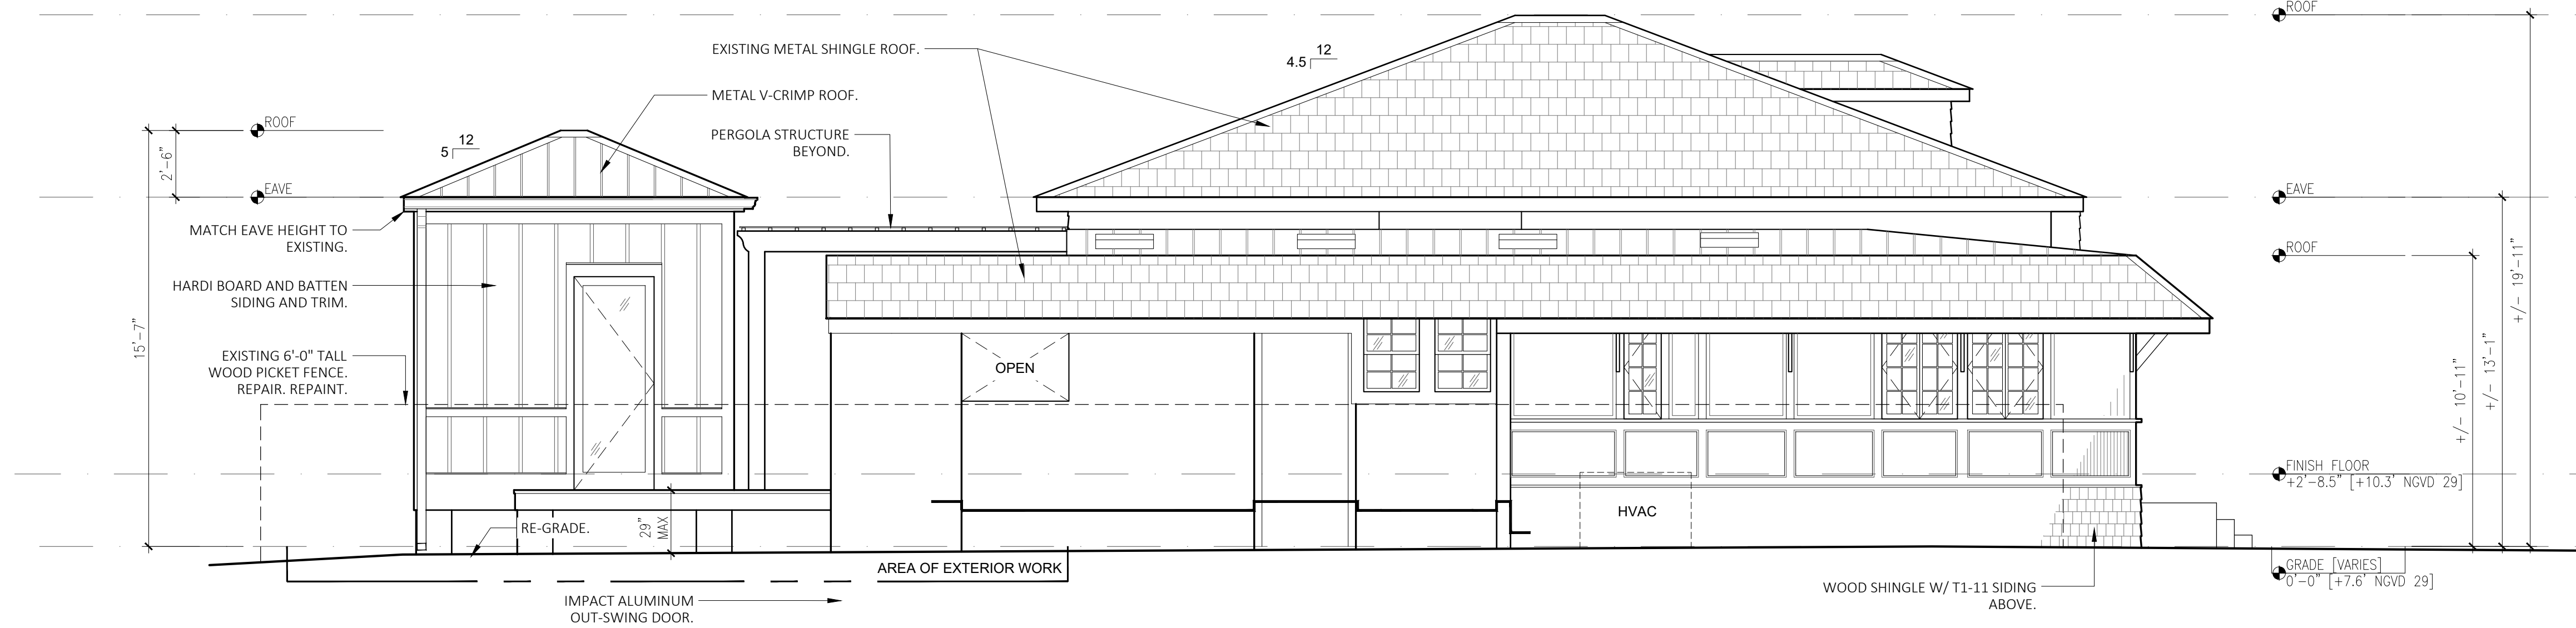 ROOF
EXISTING METAL SHINGLE ROOF.
12
4.5
METAL V-CRIMP ROOF.
ROOF
PERGOLA STRUCTURE
BEYOND.
12
5
2'-6"
EAVE
EAVE
MATCH EAVE HEIGHT TO
EXISTING.
ROOF
HARDI BOARD AND BATTEN
SIDING AND TRIM.
15'-7"
+/- 19'-11"
+/- 13'-1"
+/- 10'-11"
EXISTING 6'-0" TALL
WOOD PICKET FENCE.
REPAIR. REPAINT.
OPEN
FINISH FLOOR
+2'-8.5" [+10.3' NGVD 29]
HVAC
RE-GRADE.
29"
MAX
AREA OF EXTERIOR WORK
GRADE [VARIES]
0'-0" [+7.6' NGVD 29]
WOOD SHINGLE W/ T1-11 SIDING
ABOVE.
IMPACT ALUMINUM
OUT-SWING DOOR.